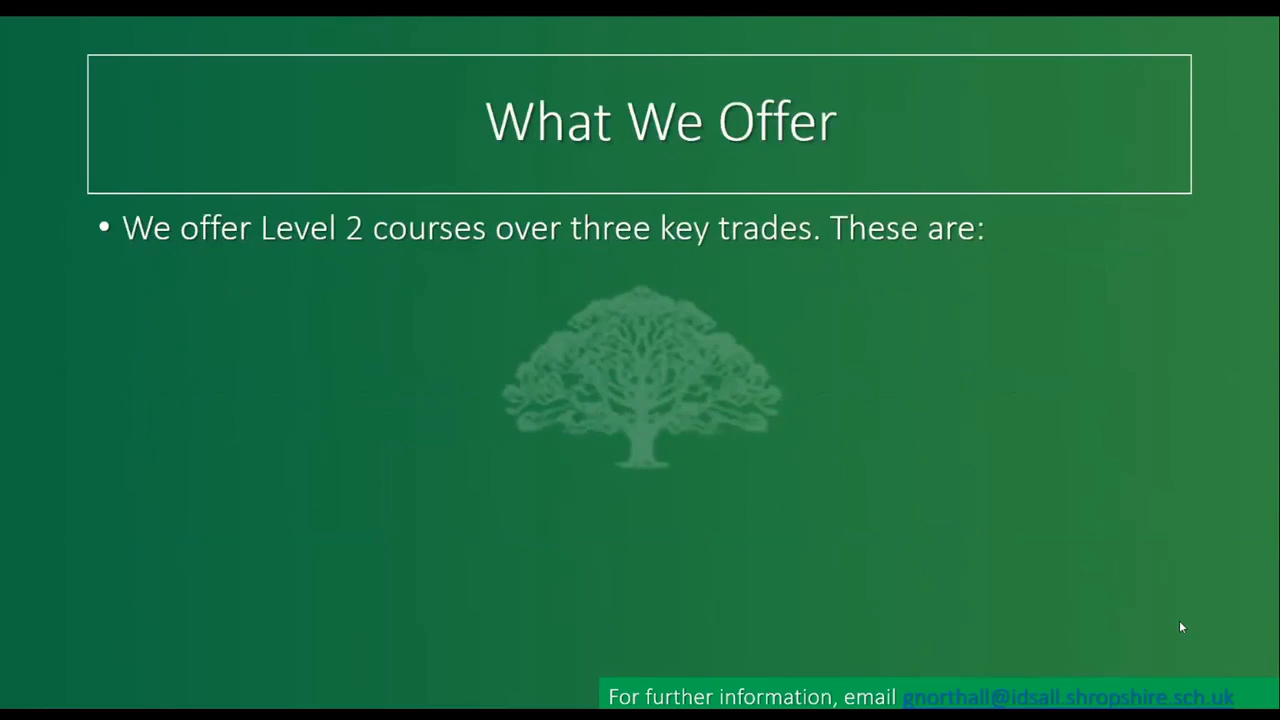 What We Offer
• We offer Level 2 courses over three key trades. These are:
For further information, email gnorthall@idsall.shropshire.sch.uk